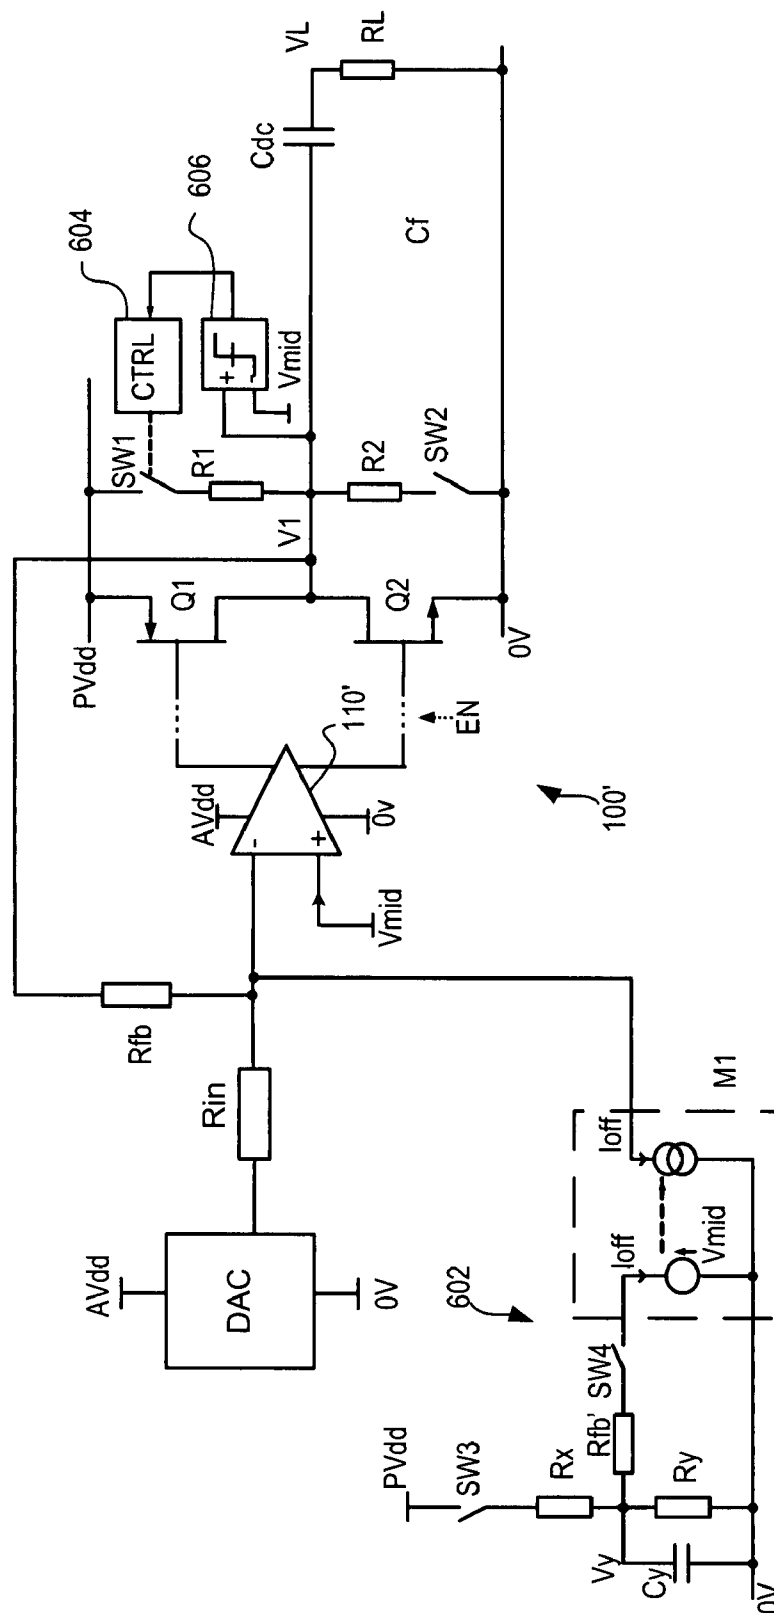 VL
RL
Cdc
Cf
604
606
CTRL
+
-
Vmid
SW1
R1
R2
SW2
V1
PVdd
Q1
Q2
0V
EN
110'
100'
AVdd
-
+
0v
Vmid
Rfb
Rin
AVdd
DAC
0V
M1
Ioff
Ioff
Vmid
602
SW4
Rfb'
PVdd
SW3
Rx
Ry
Vy
Cy
0V